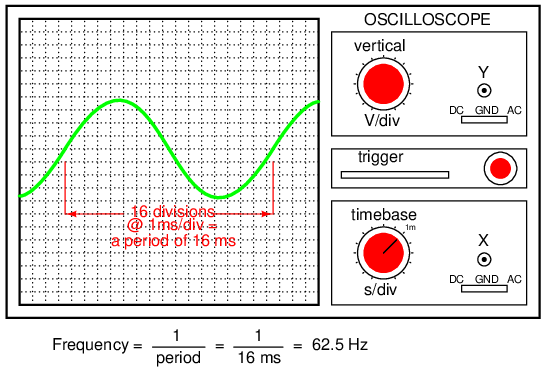 OSCILLOSCOPE
vertical
V/div
Y
DC GND AC
trigger
timebase
1m
s/div
X
DC GND AC
16 divisions
@ 1ms/div =
a period of 16 ms
Frequency = 1 / period = 1 / 16 ms = 62.5 Hz